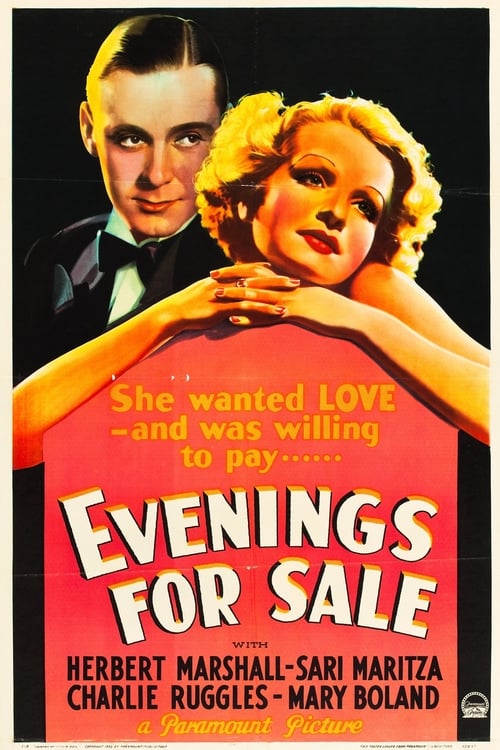 She wanted LOVE
—and was willing
to pay......
EVENINGS
FOR SALE
WITH
HERBERT MARSHALL - SARI MARITZA
CHARLIE RUGGLES - MARY BOLAND
a Paramount Picture